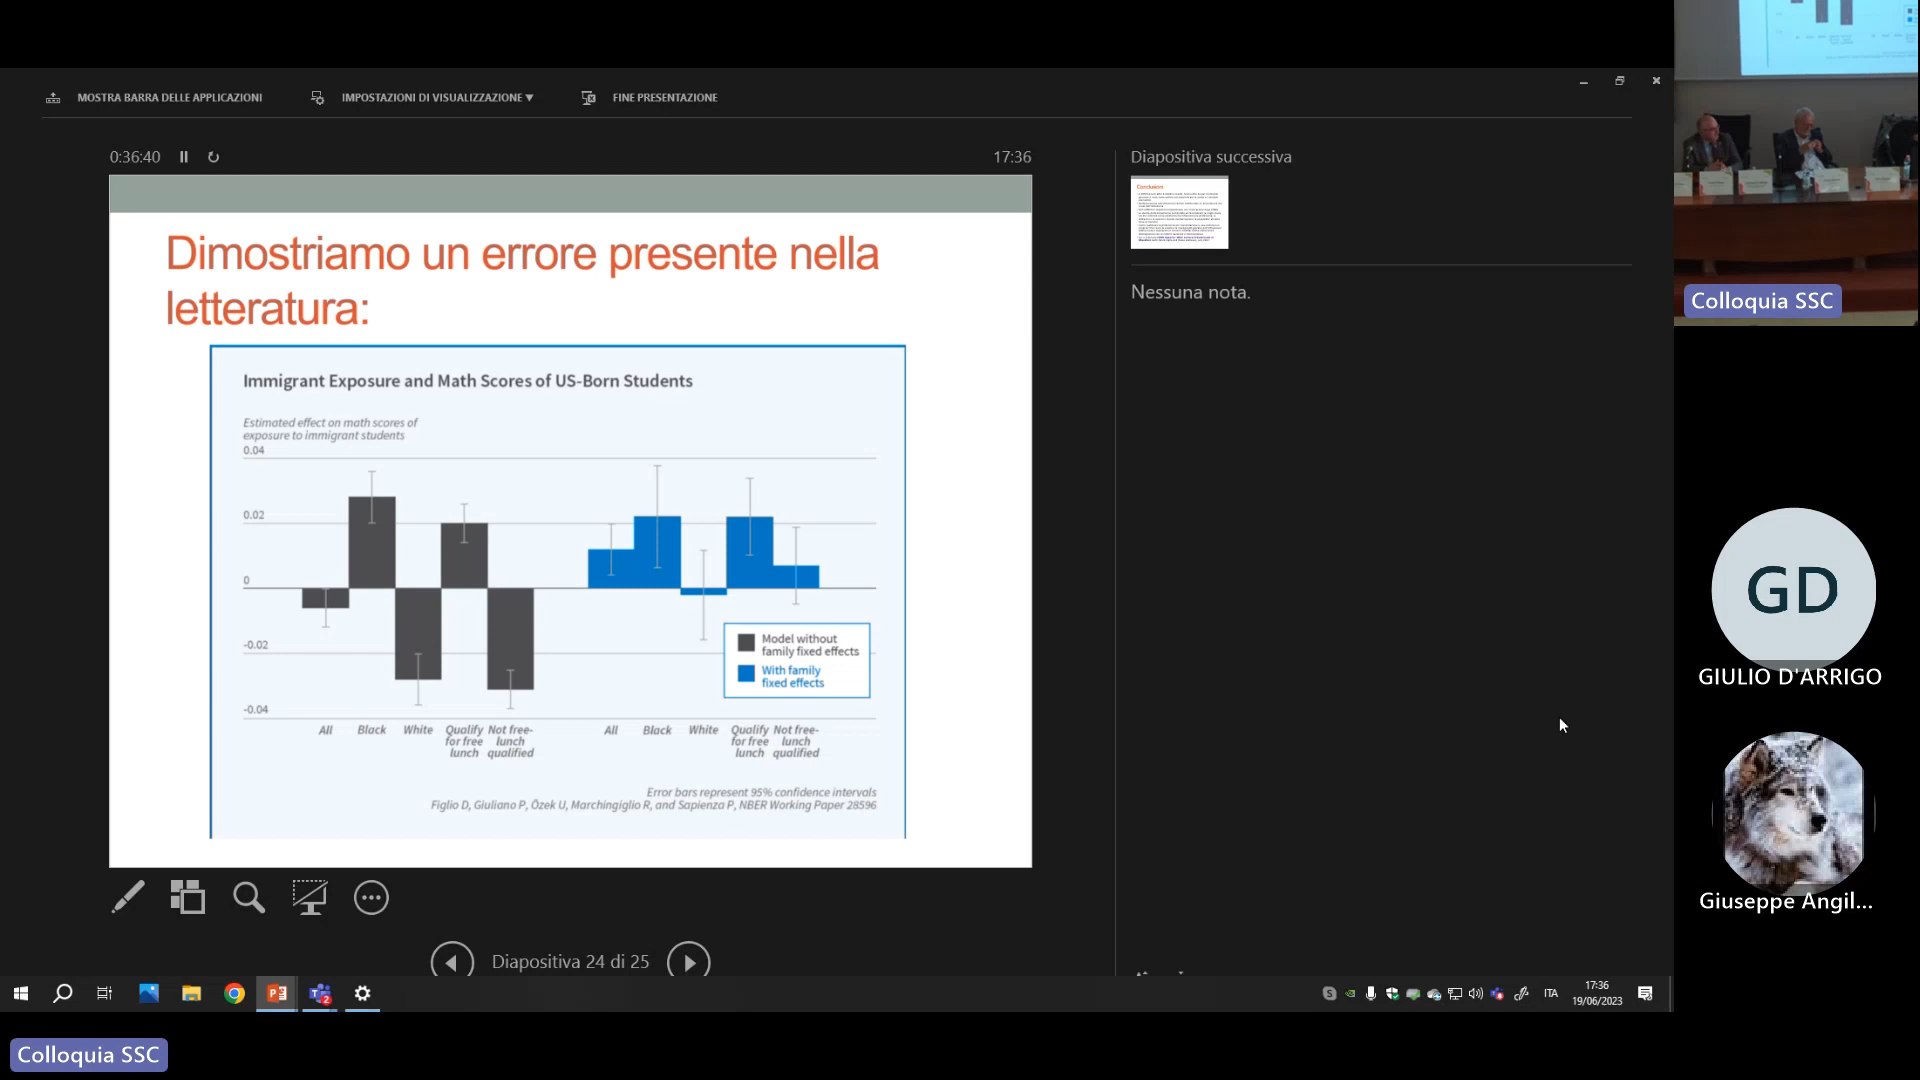 MOSTRA BARRA DELLE APPLICAZIONI
IMPOSTAZIONI DI VISUALIZZAZIONE ▼
FINE PRESENTAZIONE
0:36:40
17:36
Dimostriamo un errore presente nella
letteratura:
Immigrant Exposure and Math Scores of US-Born Students
Estimated effect on math scores of
exposure to immigrant students
0.04
0.02
0
-0.02
-0.04
Model without
family fixed effects
With family
fixed effects
All
Black
White
Qualify
for free
lunch
Not free-
lunch
qualified
All
Black
White
Qualify
for free
lunch
Not free-
lunch
qualified
Error bars represent 95% confidence intervals
Figlio D, Giuliano P, Özek U, Marchingiglio R, and Sapienza P, NBER Working Paper 28596
Diapositiva 24 di 25
Diapositiva successiva
Conclusioni
Nessuna nota.
Colloquia SSC
GD
GIULIO D'ARRIGO
Giuseppe Angil...
2
ITA
17:36
19/06/2023
Colloquia SSC